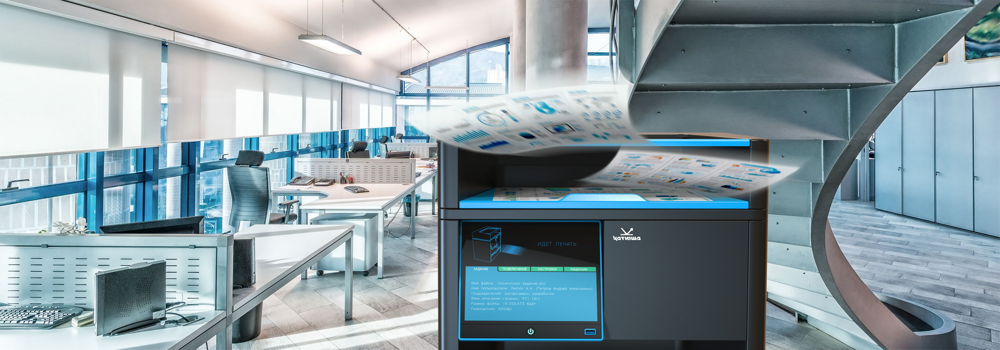 ИДЕТ ПЕЧАТЬ
Катюша
ЗАДАНИЕ ПОДКЛЮЧЕНИЕ НАСТРОЙКИ ЛИЦЕНЗИИ
Имя файла: Техническое задание.doc
Имя пользователя: Petrov A.A. (Петров Андрей Алексеевич)
Подразделение: Департамент разработки
Язык описания страниц: PCL (XL)
Размер файла: 19.350.473 байт
Разрешение: 600dpi